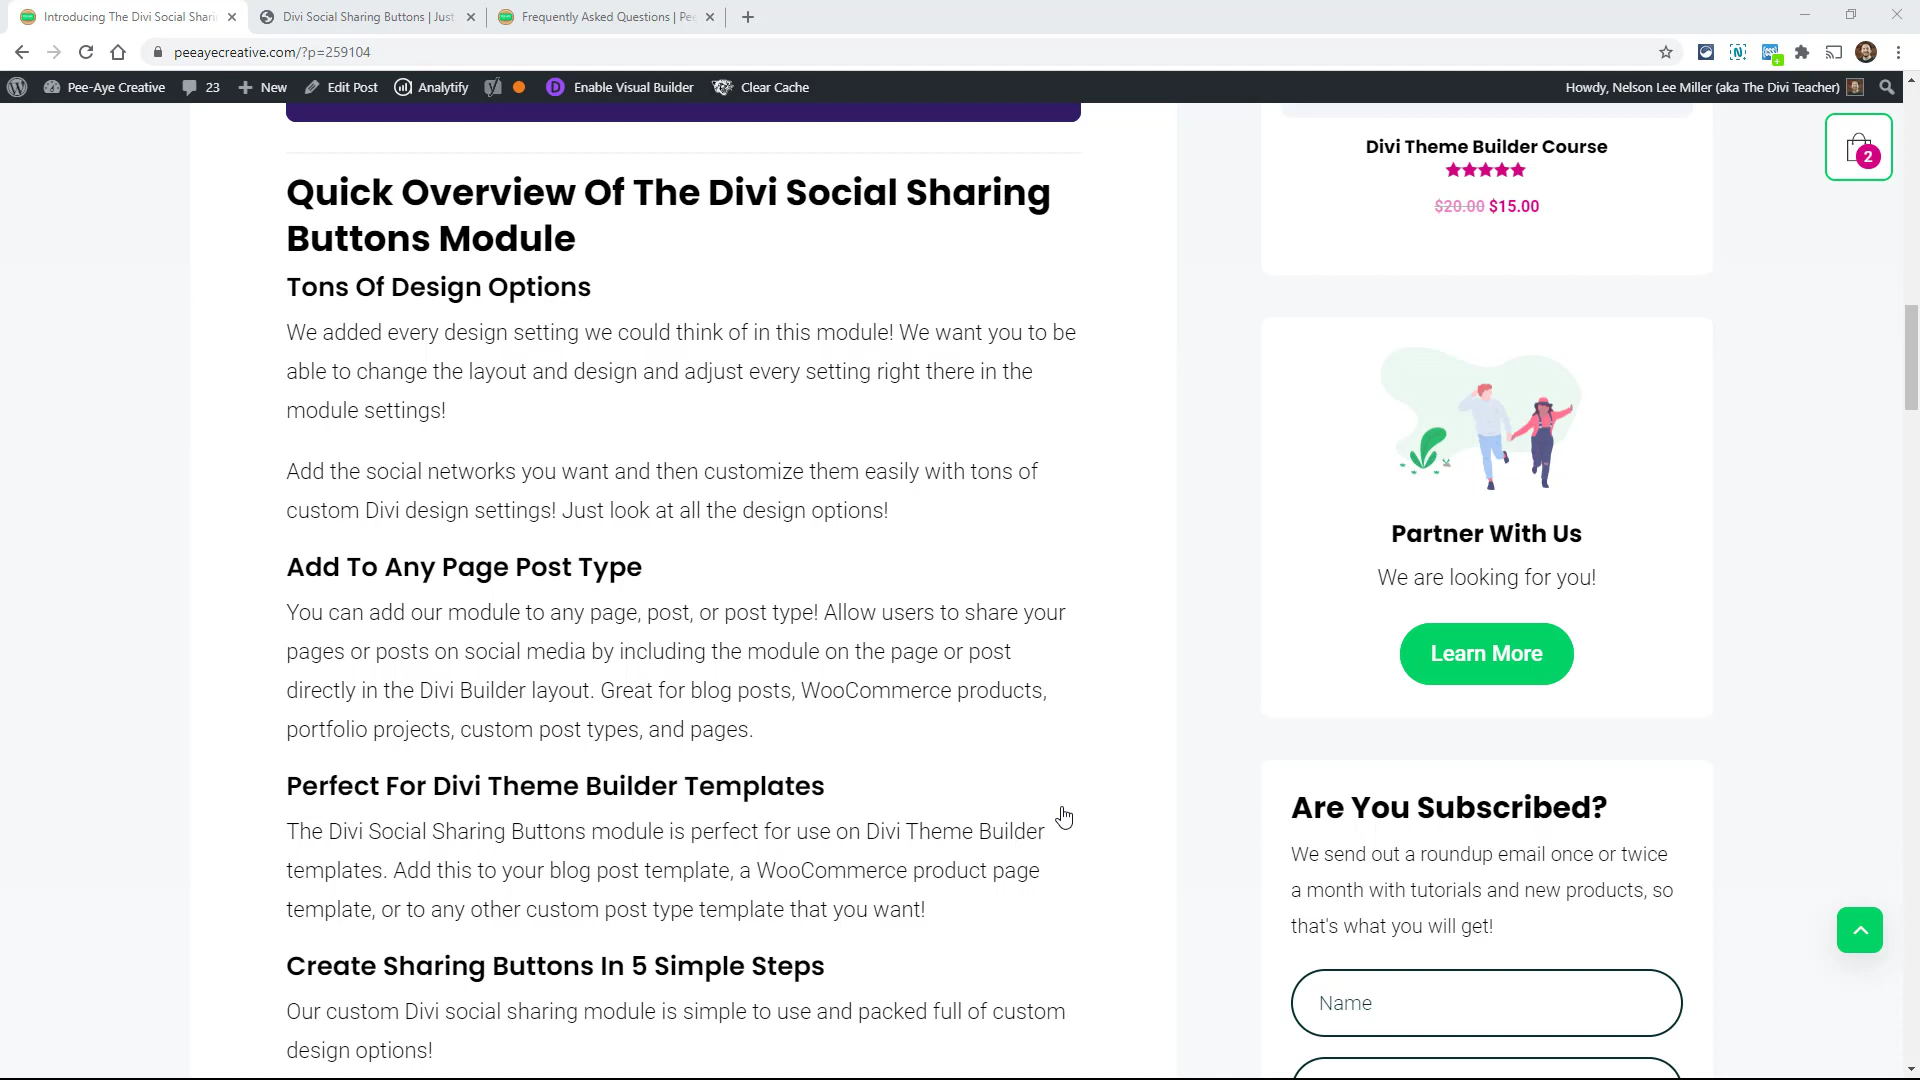 Introducing The Divi Social Shari
Divi Social Sharing Buttons | Just
Frequently Asked Questions | Pee
peeayecreative.com/?p=259104
Pee-Aye Creative
23
New
Edit Post
Analytify
Enable Visual Builder
Clear Cache
Howdy, Nelson Lee Miller (aka The Divi Teacher)
2
Quick Overview Of The Divi Social Sharing
Buttons Module
Tons Of Design Options
We added every design setting we could think of in this module! We want you to be
able to change the layout and design and adjust every setting right there in the
module settings!
Add the social networks you want and then customize them easily with tons of
custom Divi design settings! Just look at all the design options!
Add To Any Page Post Type
You can add our module to any page, post, or post type! Allow users to share your
pages or posts on social media by including the module on the page or post
directly in the Divi Builder layout. Great for blog posts, WooCommerce products,
portfolio projects, custom post types, and pages.
Perfect For Divi Theme Builder Templates
The Divi Social Sharing Buttons module is perfect for use on Divi Theme Builder
templates. Add this to your blog post template, a WooCommerce product page
template, or to any other custom post type template that you want!
Create Sharing Buttons In 5 Simple Steps
Our custom Divi social sharing module is simple to use and packed full of custom
design options!
Divi Theme Builder Course
$20.00 $15.00
Partner With Us
We are looking for you!
Learn More
Are You Subscribed?
We send out a roundup email once or twice
a month with tutorials and new products, so
that's what you will get!
Name